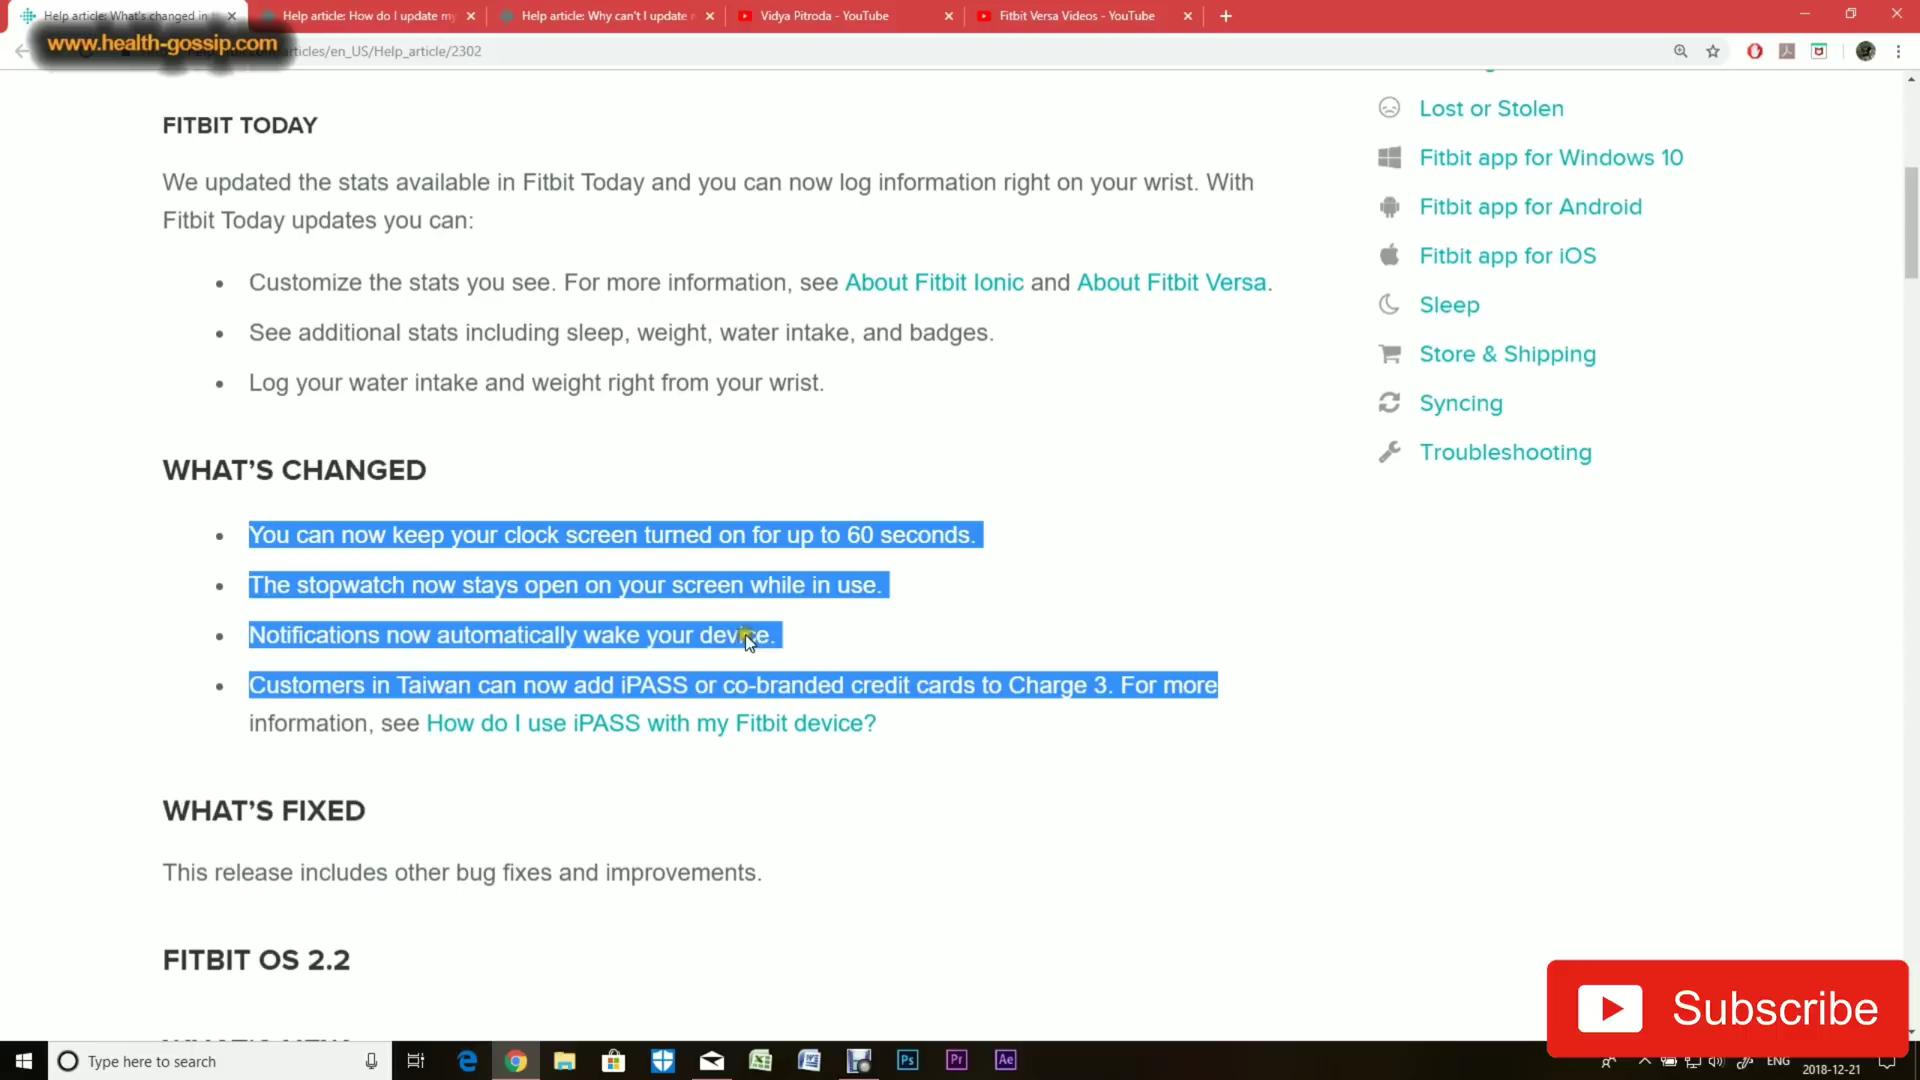 Help article: What's changed in
Help article: How do I update my
Help article: Why can't I update
Vidya Pitroda - YouTube
Fitbit Versa Videos - YouTube
www.health-gossip.com
articles/en_US/Help_article/2302
FITBIT TODAY
We updated the stats available in Fitbit Today and you can now log information right on your wrist. With
Fitbit Today updates you can:
• Customize the stats you see. For more information, see About Fitbit Ionic and About Fitbit Versa.
• See additional stats including sleep, weight, water intake, and badges.
• Log your water intake and weight right from your wrist.
WHAT'S CHANGED
• You can now keep your clock screen turned on for up to 60 seconds.
• The stopwatch now stays open on your screen while in use.
• Notifications now automatically wake your device.
• Customers in Taiwan can now add iPASS or co-branded credit cards to Charge 3. For more
information, see How do I use iPASS with my Fitbit device?
WHAT'S FIXED
This release includes other bug fixes and improvements.
FITBIT OS 2.2
Lost or Stolen
Fitbit app for Windows 10
Fitbit app for Android
Fitbit app for iOS
Sleep
Store & Shipping
Syncing
Troubleshooting
Subscribe
Type here to search
Ps
Pr
Ae
ENG
2018-12-21